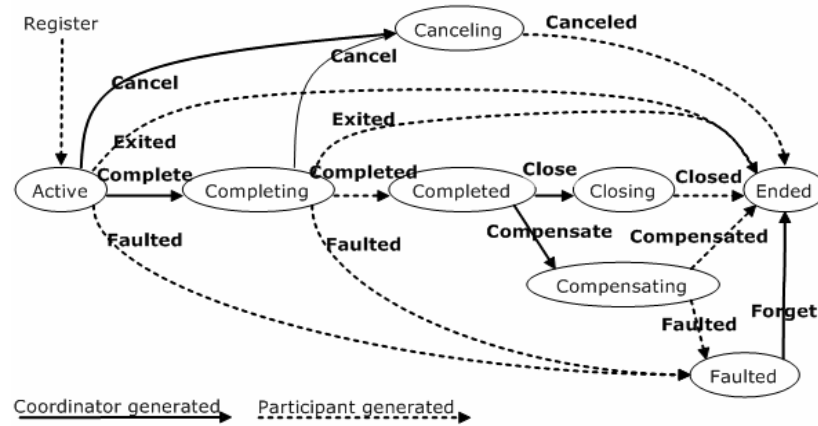 Register
Canceling
Canceled
Cancel
Cancel
Exited
Exited
Active
Complete
Completing
Completed
Completed
Close
Closing
Closed
Ended
Faulted
Faulted
Compensate
Compensated
Compensating
Faulted
Forget
Faulted
Coordinator generated
Participant generated